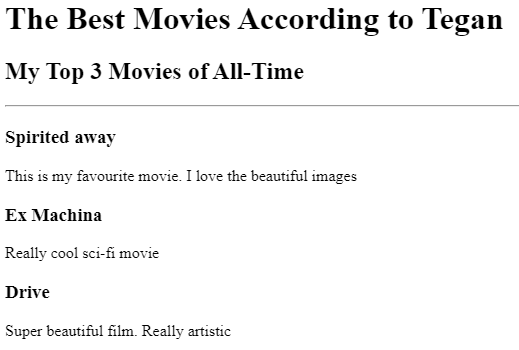 The Best Movies According to Tegan
My Top 3 Movies of All-Time
Spirited away
This is my favourite movie. I love the beautiful images
Ex Machina
Really cool sci-fi movie
Drive
Super beautiful film. Really artistic